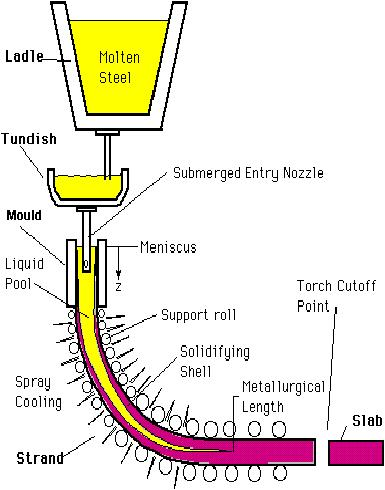 Ladle
Molten
Steel
Tundish
Submerged Entry Nozzle
Mould
Meniscus
Liquid
Pool
z
Torch Cutoff
Point
Support roll
Solidifying
Shell
Spray
Cooling
Metallurgical
Length
Slab
Strand